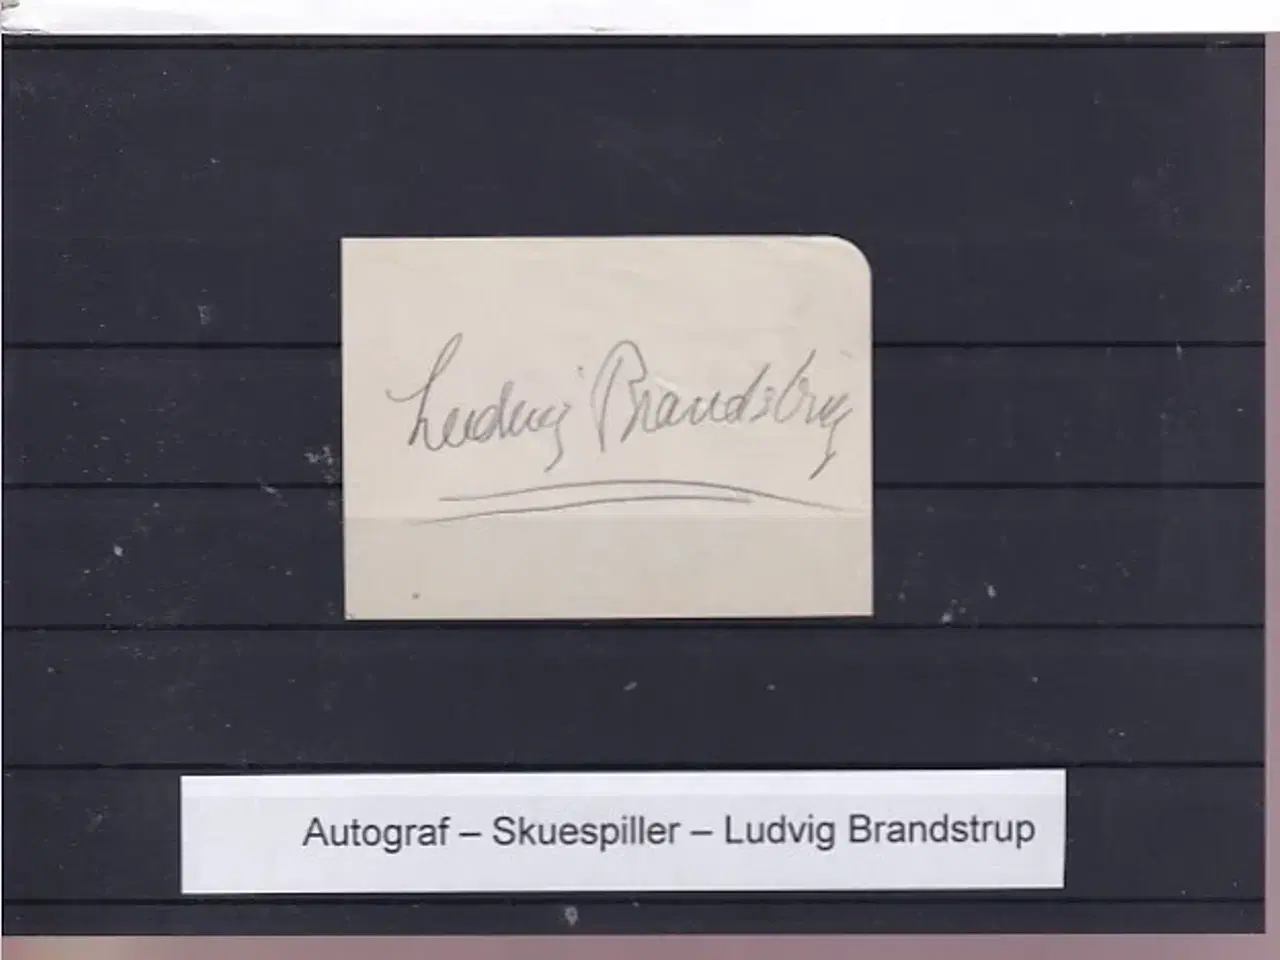 Ludvig Brandstrup
Autograf – Skuespiller – Ludvig Brandstrup